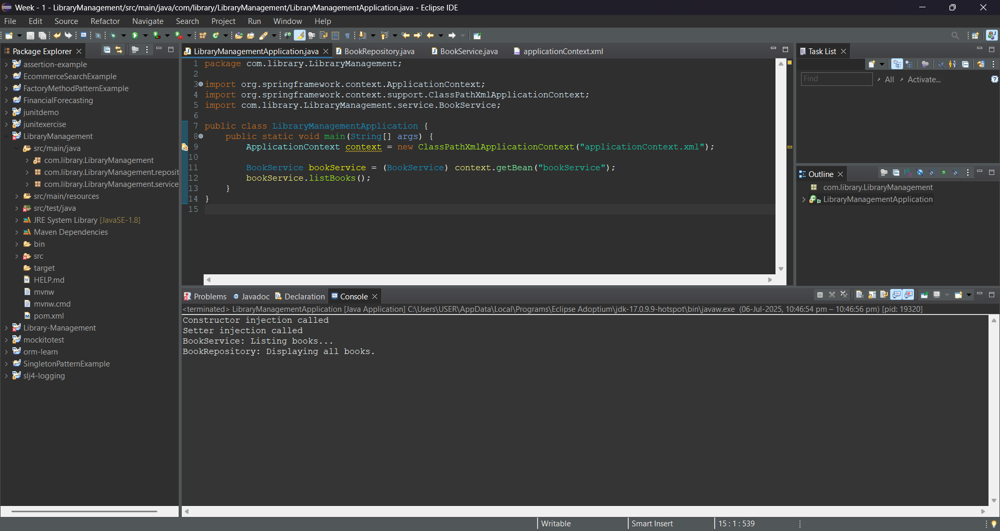 Week - 1 - LibraryManagement/src/main/java/com/library/LibraryManagement/LibraryManagementApplication.java - Eclipse IDE
File Edit Source Refactor Navigate Search Project Run Window Help
Package Explorer
assertion-example
EcommerceSearchExample
FactoryMethodPatternExample
FinancialForecasting
junitdemo
junitexercise
LibraryManagement
src/main/java
com.library.LibraryManagement
com.library.LibraryManagement.reposit
com.library.LibraryManagement.service
src/main/resources
src/test/java
JRE System Library [JavaSE-1.8]
Maven Dependencies
bin
src
target
HELP.md
mvnw
mvnw.cmd
pom.xml
Library-Management
mockitotest
orm-learn
SingletonPatternExample
slj4-logging
LibraryManagementApplication.java BookRepository.java BookService.java applicationContext.xml
1 package com.library.LibraryManagement;
2
3 import org.springframework.context.ApplicationContext;
4 import org.springframework.context.support.ClassPathXmlApplicationContext;
5 import com.library.LibraryManagement.service.BookService;
6
7 public class LibraryManagementApplication {
8 public static void main(String[] args) {
9 ApplicationContext context = new ClassPathXmlApplicationContext("applicationContext.xml");
10
11 BookService bookService = (BookService) context.getBean("bookService");
12 bookService.listBooks();
13 }
14 }
15
Task List
Find All Activate...
Outline
com.library.LibraryManagement
LibraryManagementApplication
Problems Javadoc Declaration Console
<terminated> LibraryManagementApplication [Java Application] C:\Users\USER\AppData\Local\Programs\Eclipse Adoptium\jdk-17.0.9.9-hotspot\bin\javaw.exe (06-Jul-2025, 10:46:54 pm – 10:46:56 pm) [pid: 19320]
Constructor injection called
Setter injection called
BookService: Listing books...
BookRepository: Displaying all books.
Writable Smart Insert 15 : 1 : 539